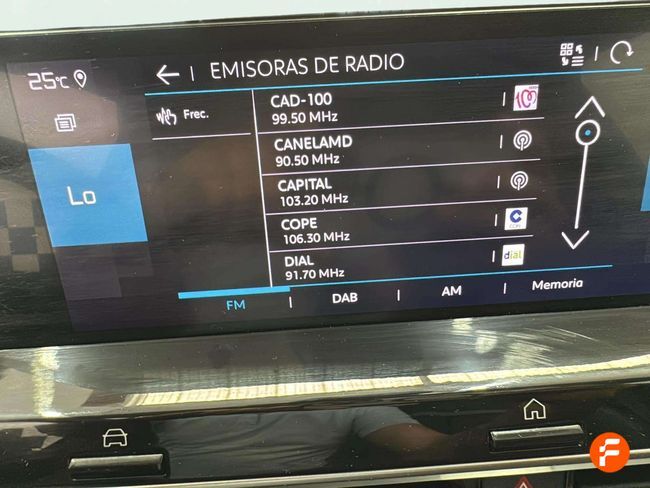 25°C
EMISORAS DE RADIO
Frec.
CAD-100
99.50 MHz
CANELAMD
90.50 MHz
Lo
CAPITAL
103.20 MHz
COPE
106.30 MHz
DIAL
91.70 MHz
dial
FM
DAB
AM
Memoria